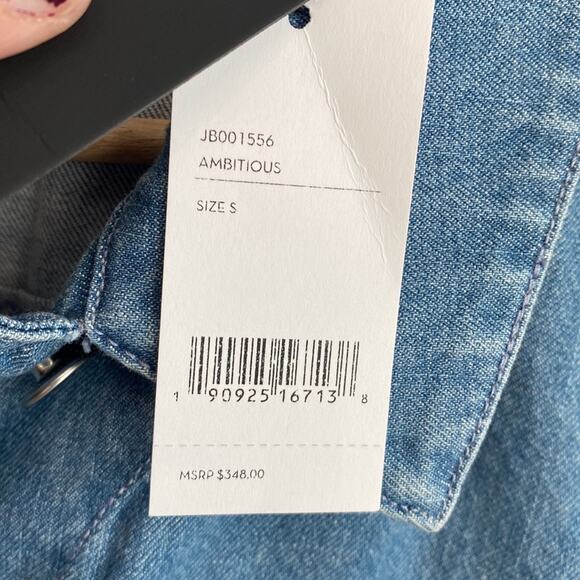 JB001556
AMBITIOUS
SIZE S
1 90925 16713 8
MSRP $348.00